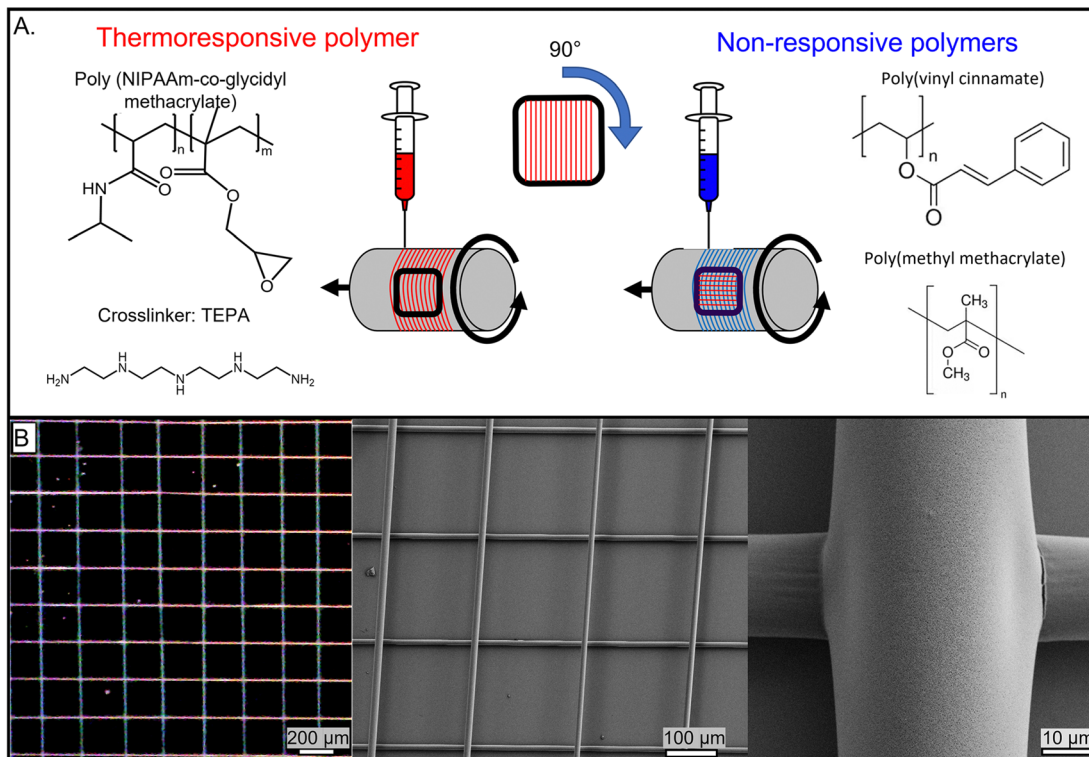 A.
Thermoresponsive polymer
Poly (NIPAAm-co-glycidyl
methacrylate)
n
m
HN
O
O
O
O
Crosslinker: TEPA
H
N
H
N
H₂N
N
H
NH₂
90°
Non-responsive polymers
Poly(vinyl cinnamate)
n
O
O
Poly(methyl methacrylate)
CH₃
O
O
CH₃
n
B
200 µm
100 µm
10 µm